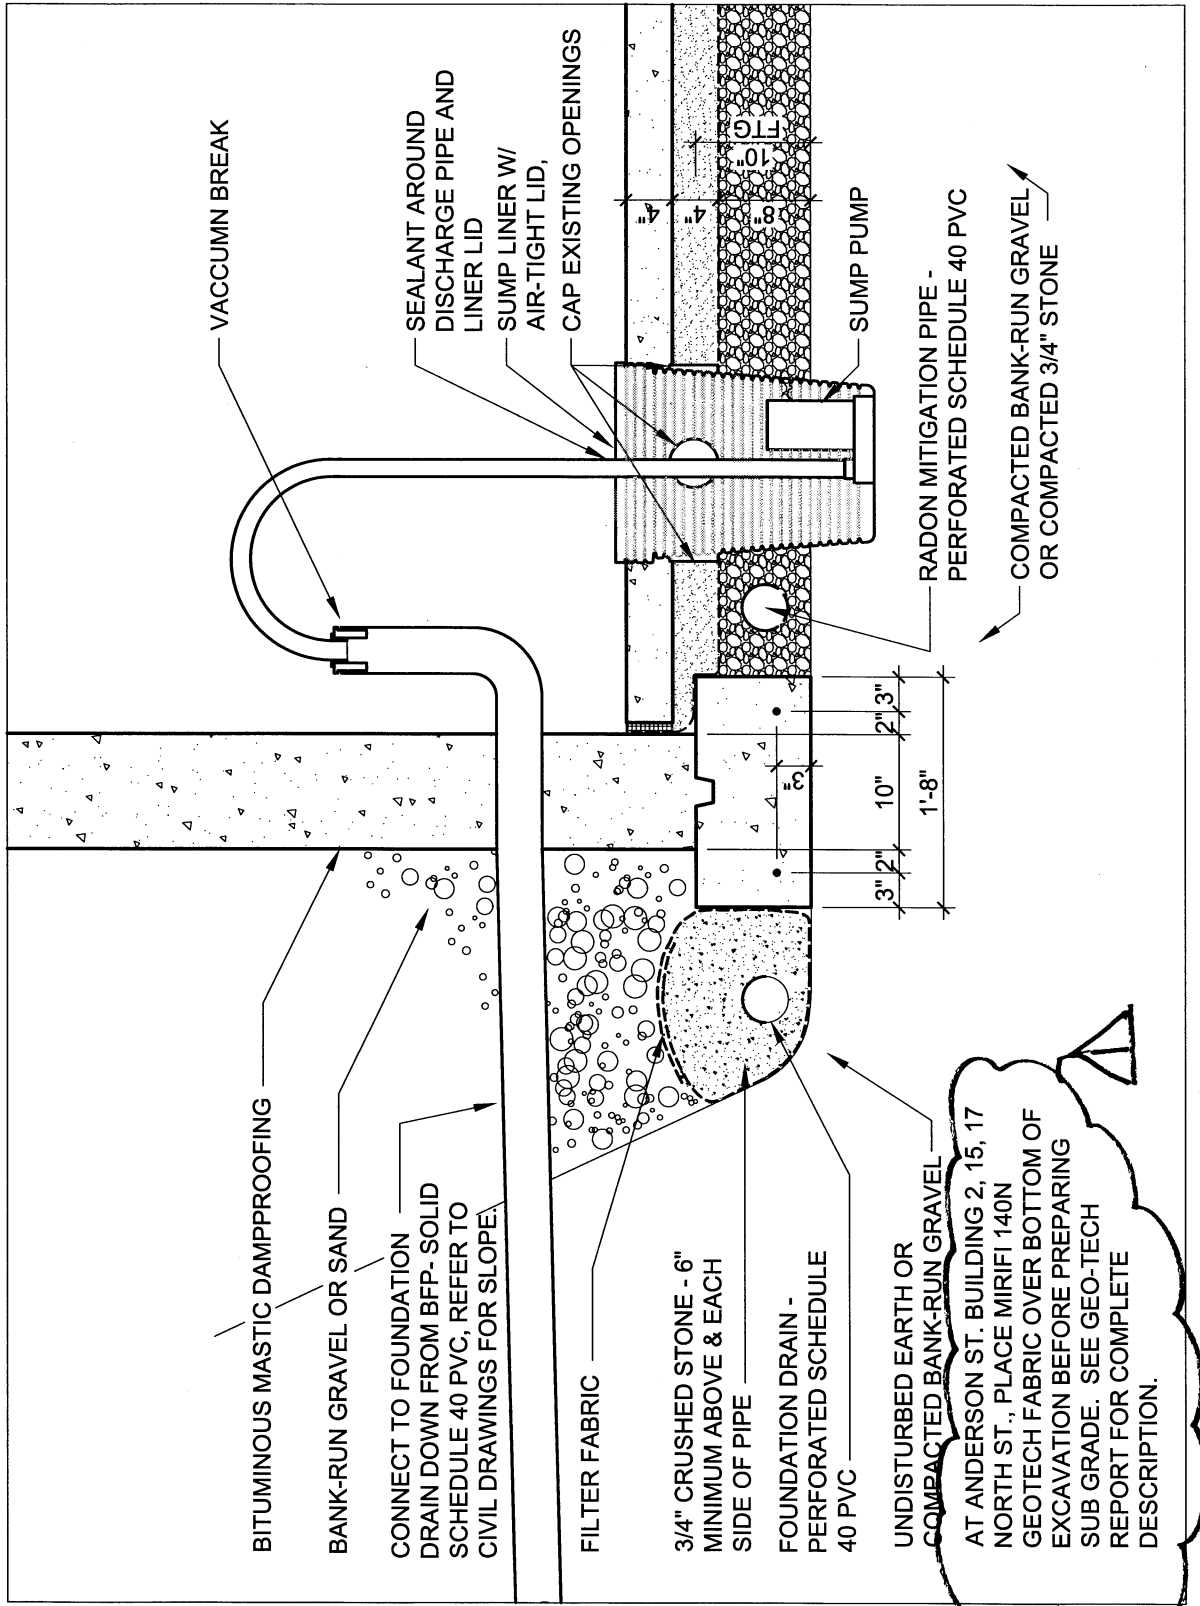 BITUMINOUS MASTIC DAMPPROOFING
BANK-RUN GRAVEL OR SAND
CONNECT TO FOUNDATION
DRAIN DOWN FROM BFP- SOLID
SCHEDULE 40 PVC, REFER TO
CIVIL DRAWINGS FOR SLOPE.
FILTER FABRIC
3/4" CRUSHED STONE - 6"
MINIMUM ABOVE & EACH
SIDE OF PIPE
FOUNDATION DRAIN -
PERFORATED SCHEDULE
40 PVC
UNDISTURBED EARTH OR
COMPACTED BANK-RUN GRAVEL
AT ANDERSON ST. BUILDING 2, 15, 17
NORTH ST., PLACE MIRIFI 140N
GEOTECH FABRIC OVER BOTTOM OF
EXCAVATION BEFORE PREPARING
SUB GRADE. SEE GEO-TECH
REPORT FOR COMPLETE
DESCRIPTION.
VACCUMN BREAK
SEALANT AROUND
DISCHARGE PIPE AND
LINER LID
SUMP LINER W/
AIR-TIGHT LID,
CAP EXISTING OPENINGS
4"
4"
8"
10"
FTG
SUMP PUMP
RADON MITIGATION PIPE -
PERFORATED SCHEDULE 40 PVC
COMPACTED BANK-RUN GRAVEL
OR COMPACTED 3/4" STONE
3"
3" 2" 10" 2" 3"
1'-8"